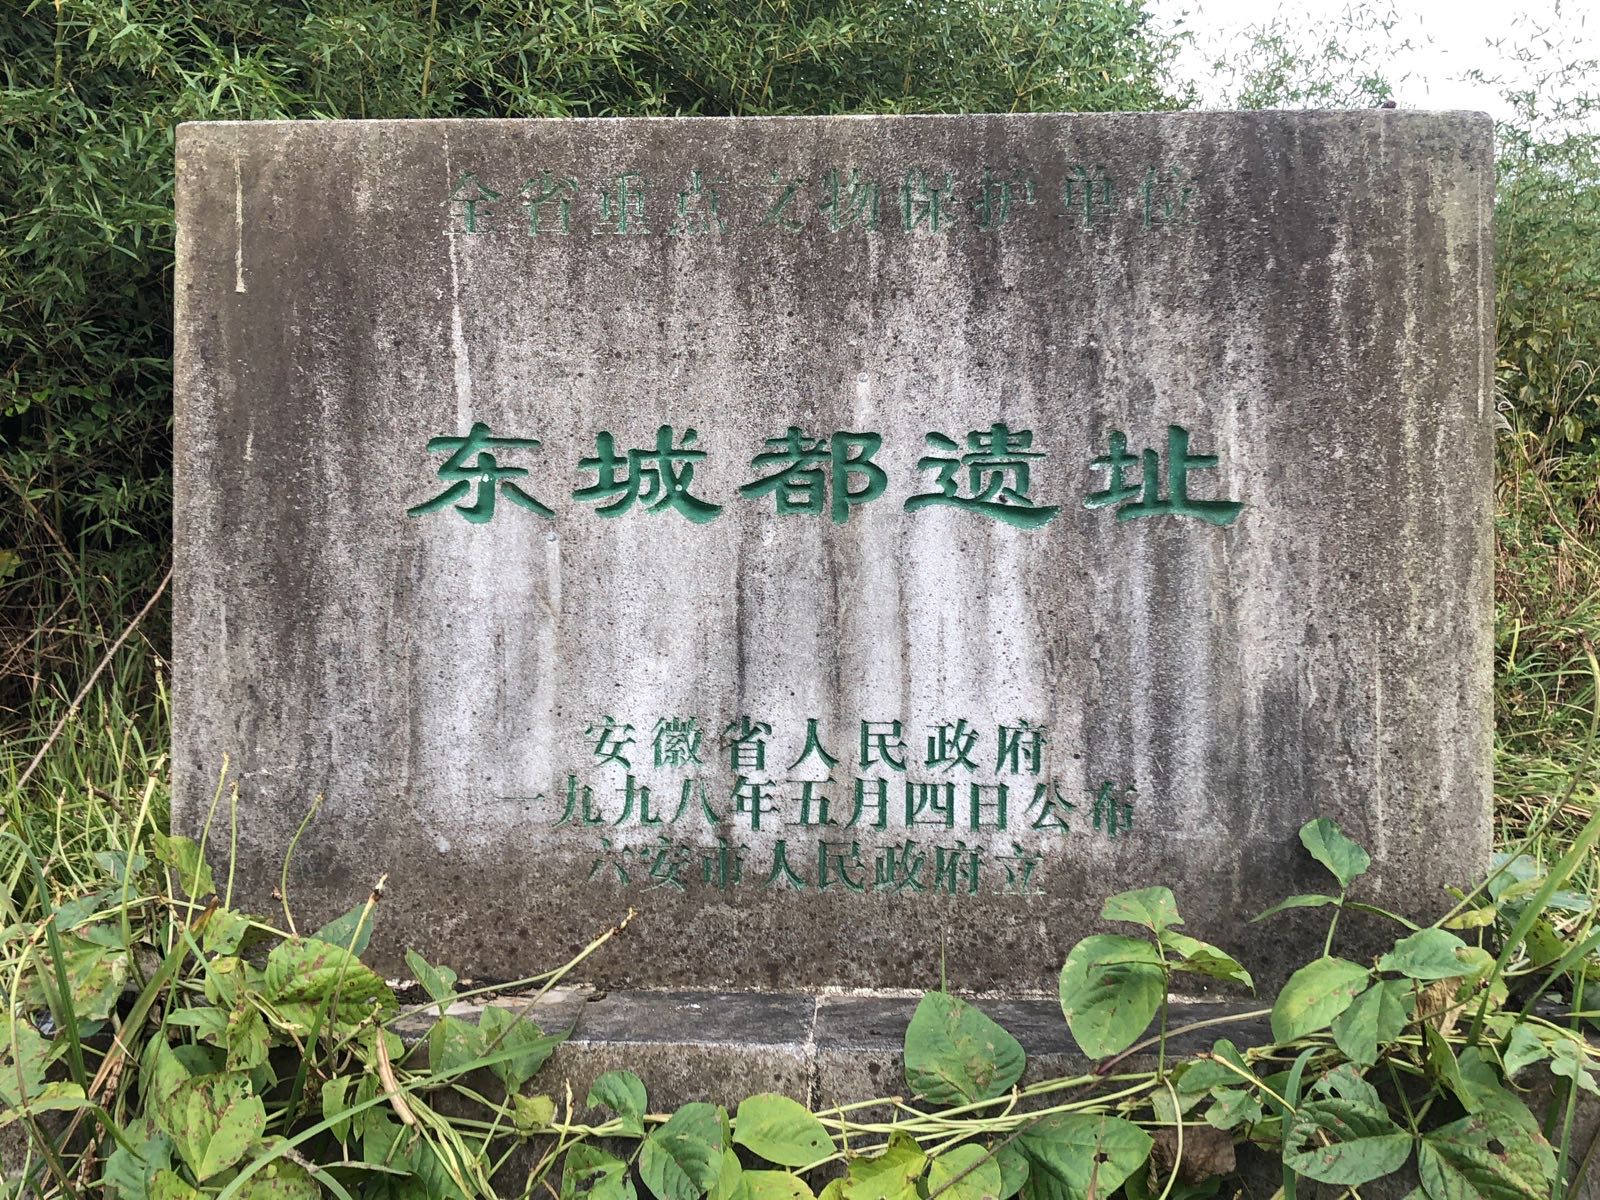 全省重点文物保护单位
东城都遗址
安徽省人民政府
一九九八年五月四日公布
六安市人民政府立